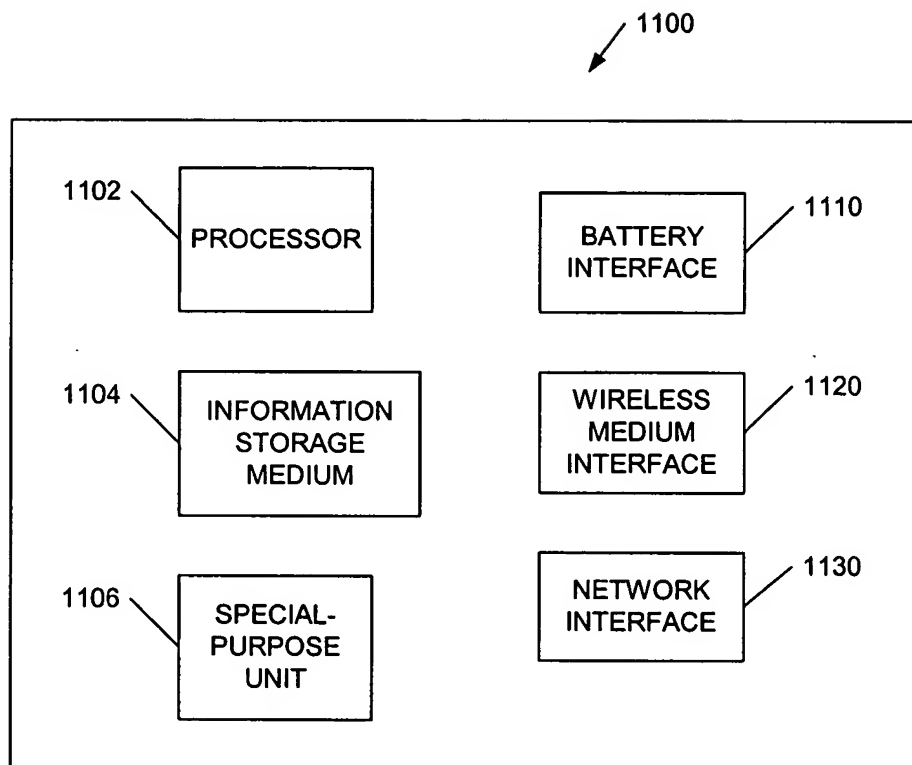 1100
1102
PROCESSOR
1110
BATTERY
INTERFACE
1104
INFORMATION
STORAGE
MEDIUM
1120
WIRELESS
MEDIUM
INTERFACE
1106
SPECIAL-
PURPOSE
UNIT
1130
NETWORK
INTERFACE